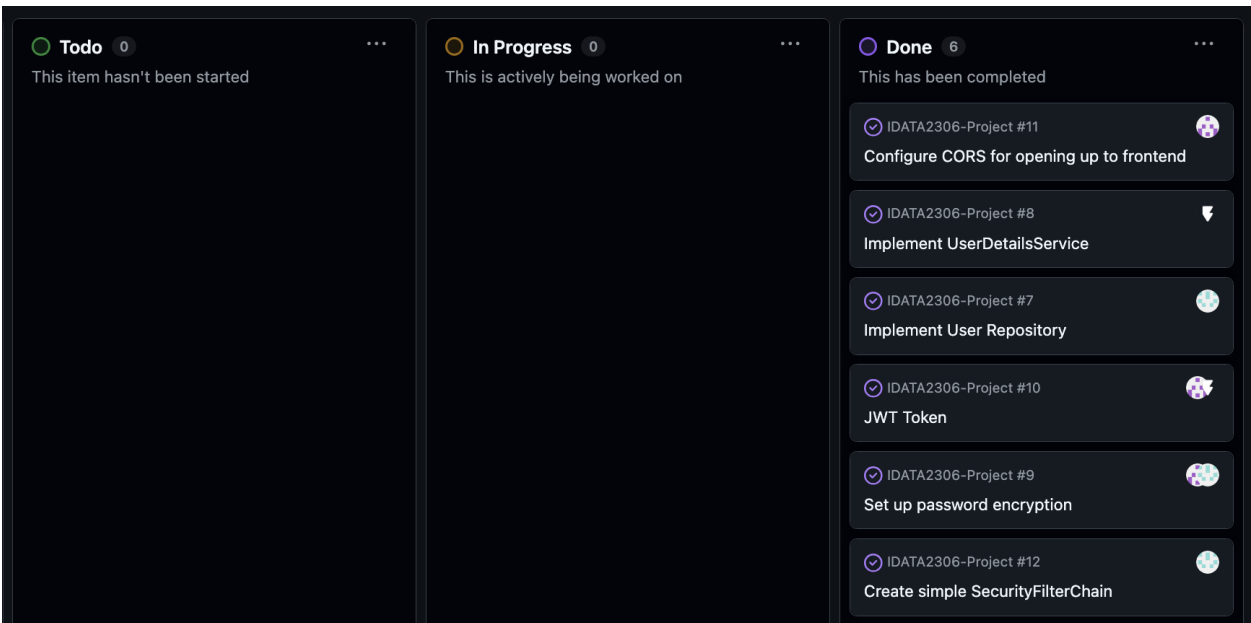 Todo 0 ...
This item hasn't been started
In Progress 0 ...
This is actively being worked on
Done 6 ...
This has been completed
IDATA2306-Project #11
Configure CORS for opening up to frontend
IDATA2306-Project #8
Implement UserDetailsService
IDATA2306-Project #7
Implement User Repository
IDATA2306-Project #10
JWT Token
IDATA2306-Project #9
Set up password encryption
IDATA2306-Project #12
Create simple SecurityFilterChain